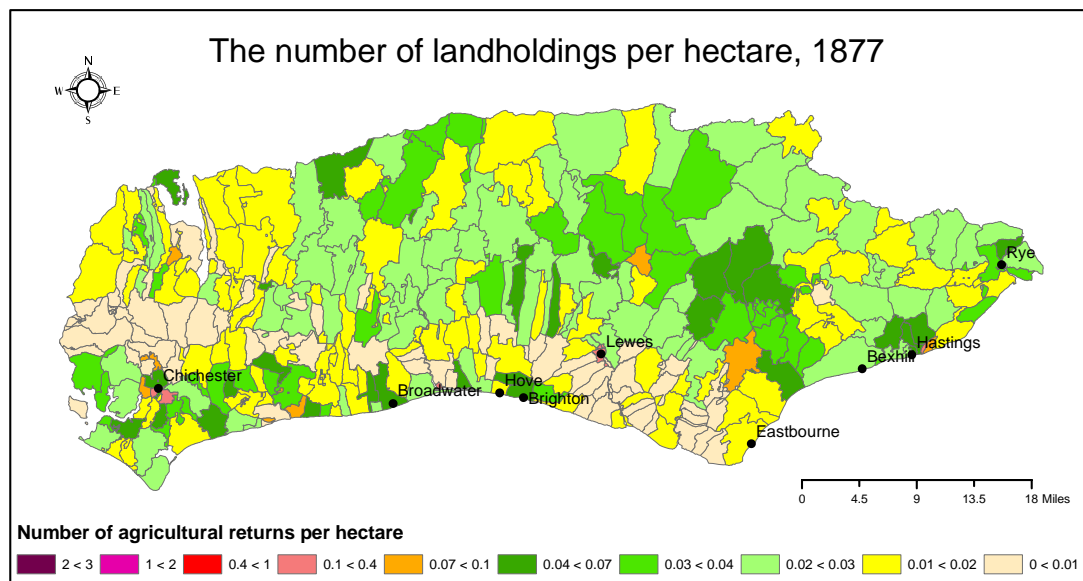 The number of landholdings per hectare, 1877
N
W E
S
Rye
Lewes
Hastings
Bexhill
Chichester
Broadwater
Hove
Brighton
Eastbourne
0 4.5 9 13.5 18 Miles
Number of agricultural returns per hectare
2 < 3 1 < 2 0.4 < 1 0.1 < 0.4 0.07 < 0.1 0.04 < 0.07 0.03 < 0.04 0.02 < 0.03 0.01 < 0.02 0 < 0.01